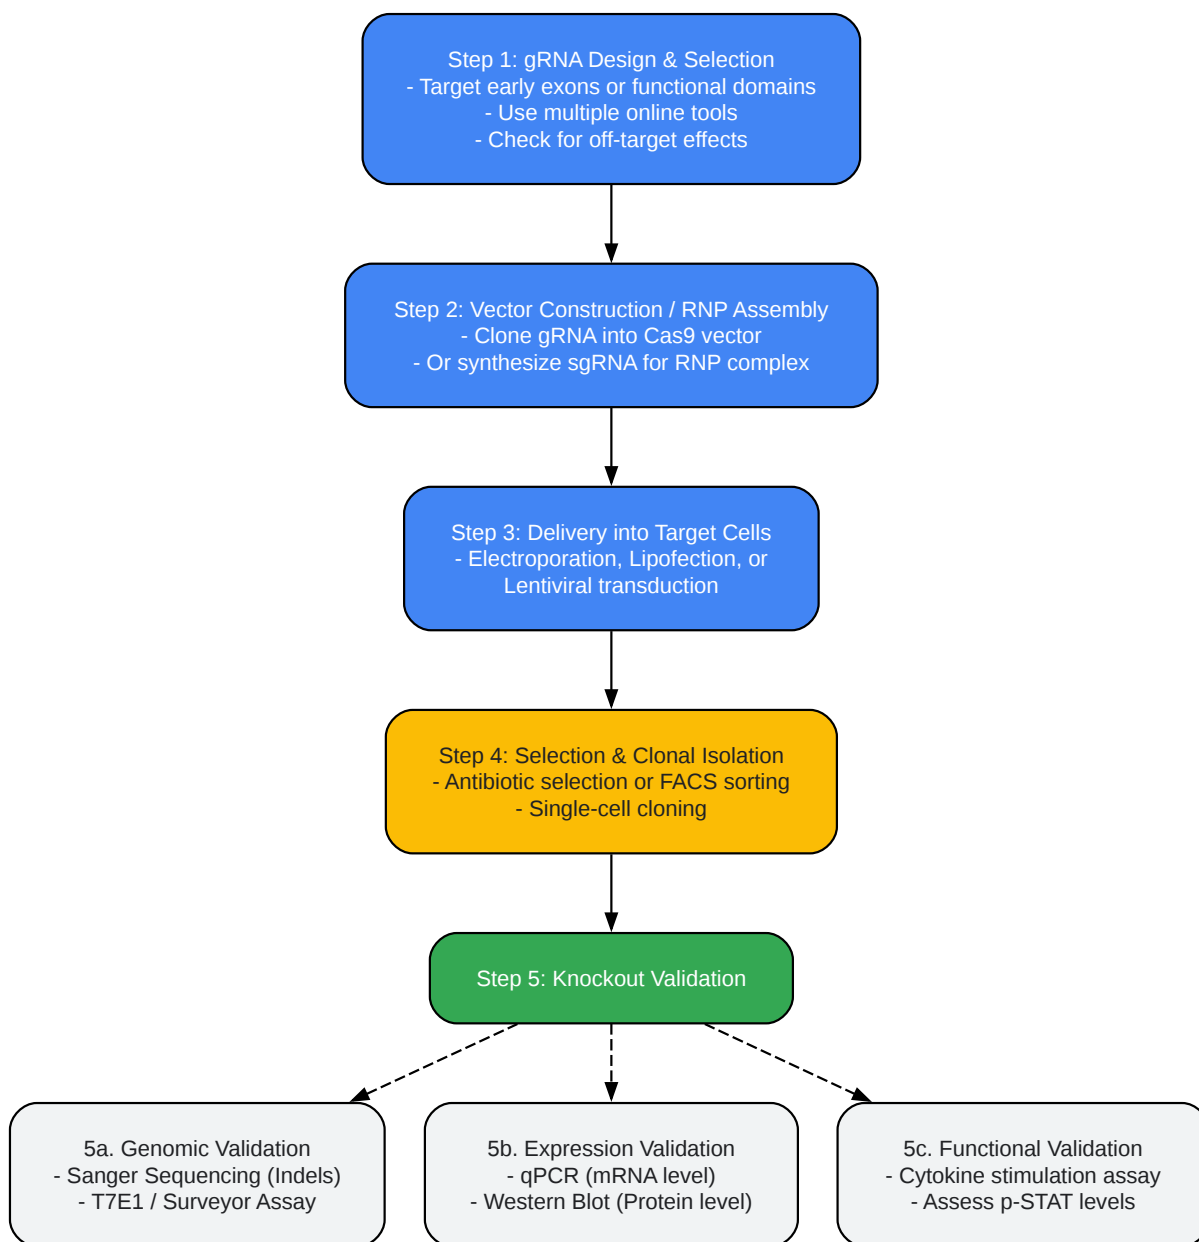 Step 1: gRNA Design & Selection
- Target early exons or functional domains
- Use multiple online tools
- Check for off-target effects
Step 2: Vector Construction / RNP Assembly
- Clone gRNA into Cas9 vector
- Or synthesize sgRNA for RNP complex
Step 3: Delivery into Target Cells
- Electroporation, Lipofection, or
Lentiviral transduction
Step 4: Selection & Clonal Isolation
- Antibiotic selection or FACS sorting
- Single-cell cloning
Step 5: Knockout Validation
5a. Genomic Validation
- Sanger Sequencing (Indels)
- T7E1 / Surveyor Assay
5b. Expression Validation
- qPCR (mRNA level)
- Western Blot (Protein level)
5c. Functional Validation
- Cytokine stimulation assay
- Assess p-STAT levels